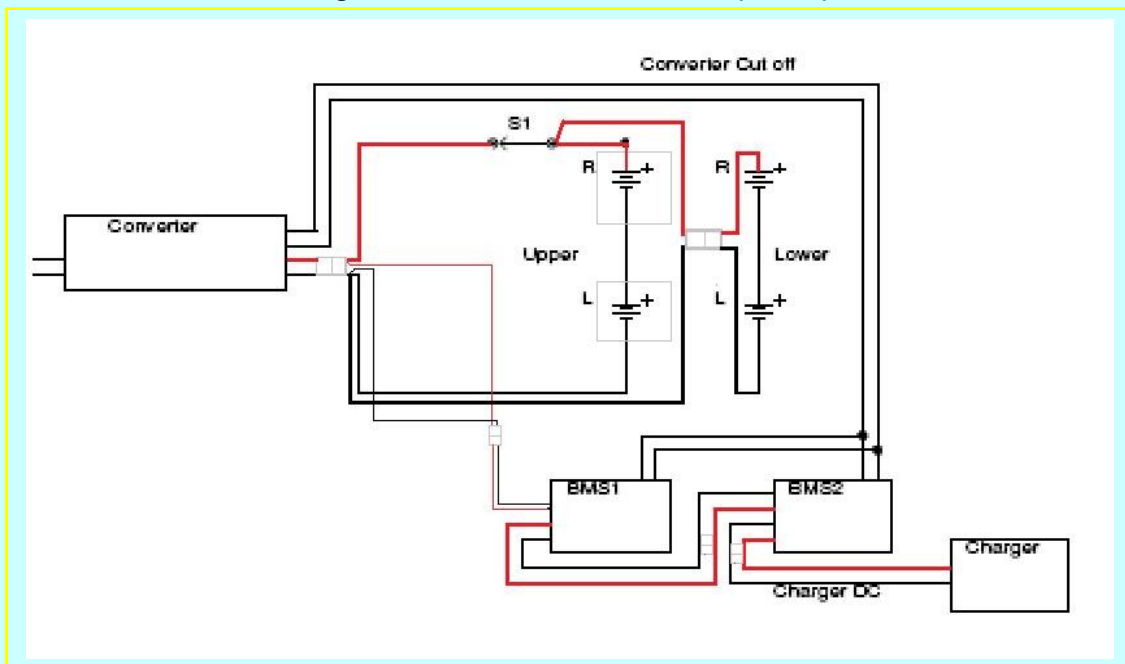 Converter Cut off
S1
R + R +
Converter
Upper Lower
L + L +
BMS1 BMS2
Charger
Charger DC